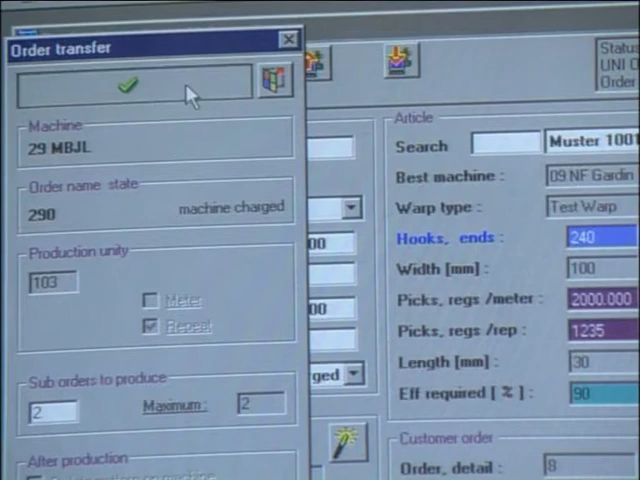 Order transfer
Machine
29 MBJL
Order name state
290
machine charged
Production unity
103
Meter
Repeat
Sub orders to produce
2
Maximum:
2
After production
00
00
ged
Status
UNI O
Order
Article
Search
Muster 1001
Best machine :
09 NF Gardin
Warp type :
Test Warp
Hooks, ends :
240
Width [mm] :
100
Picks, regs /meter :
2000.000
Picks, regs /rep :
1235
Length [mm] :
30
Eff required [ % ] :
90
Customer order
Order, detail :
8